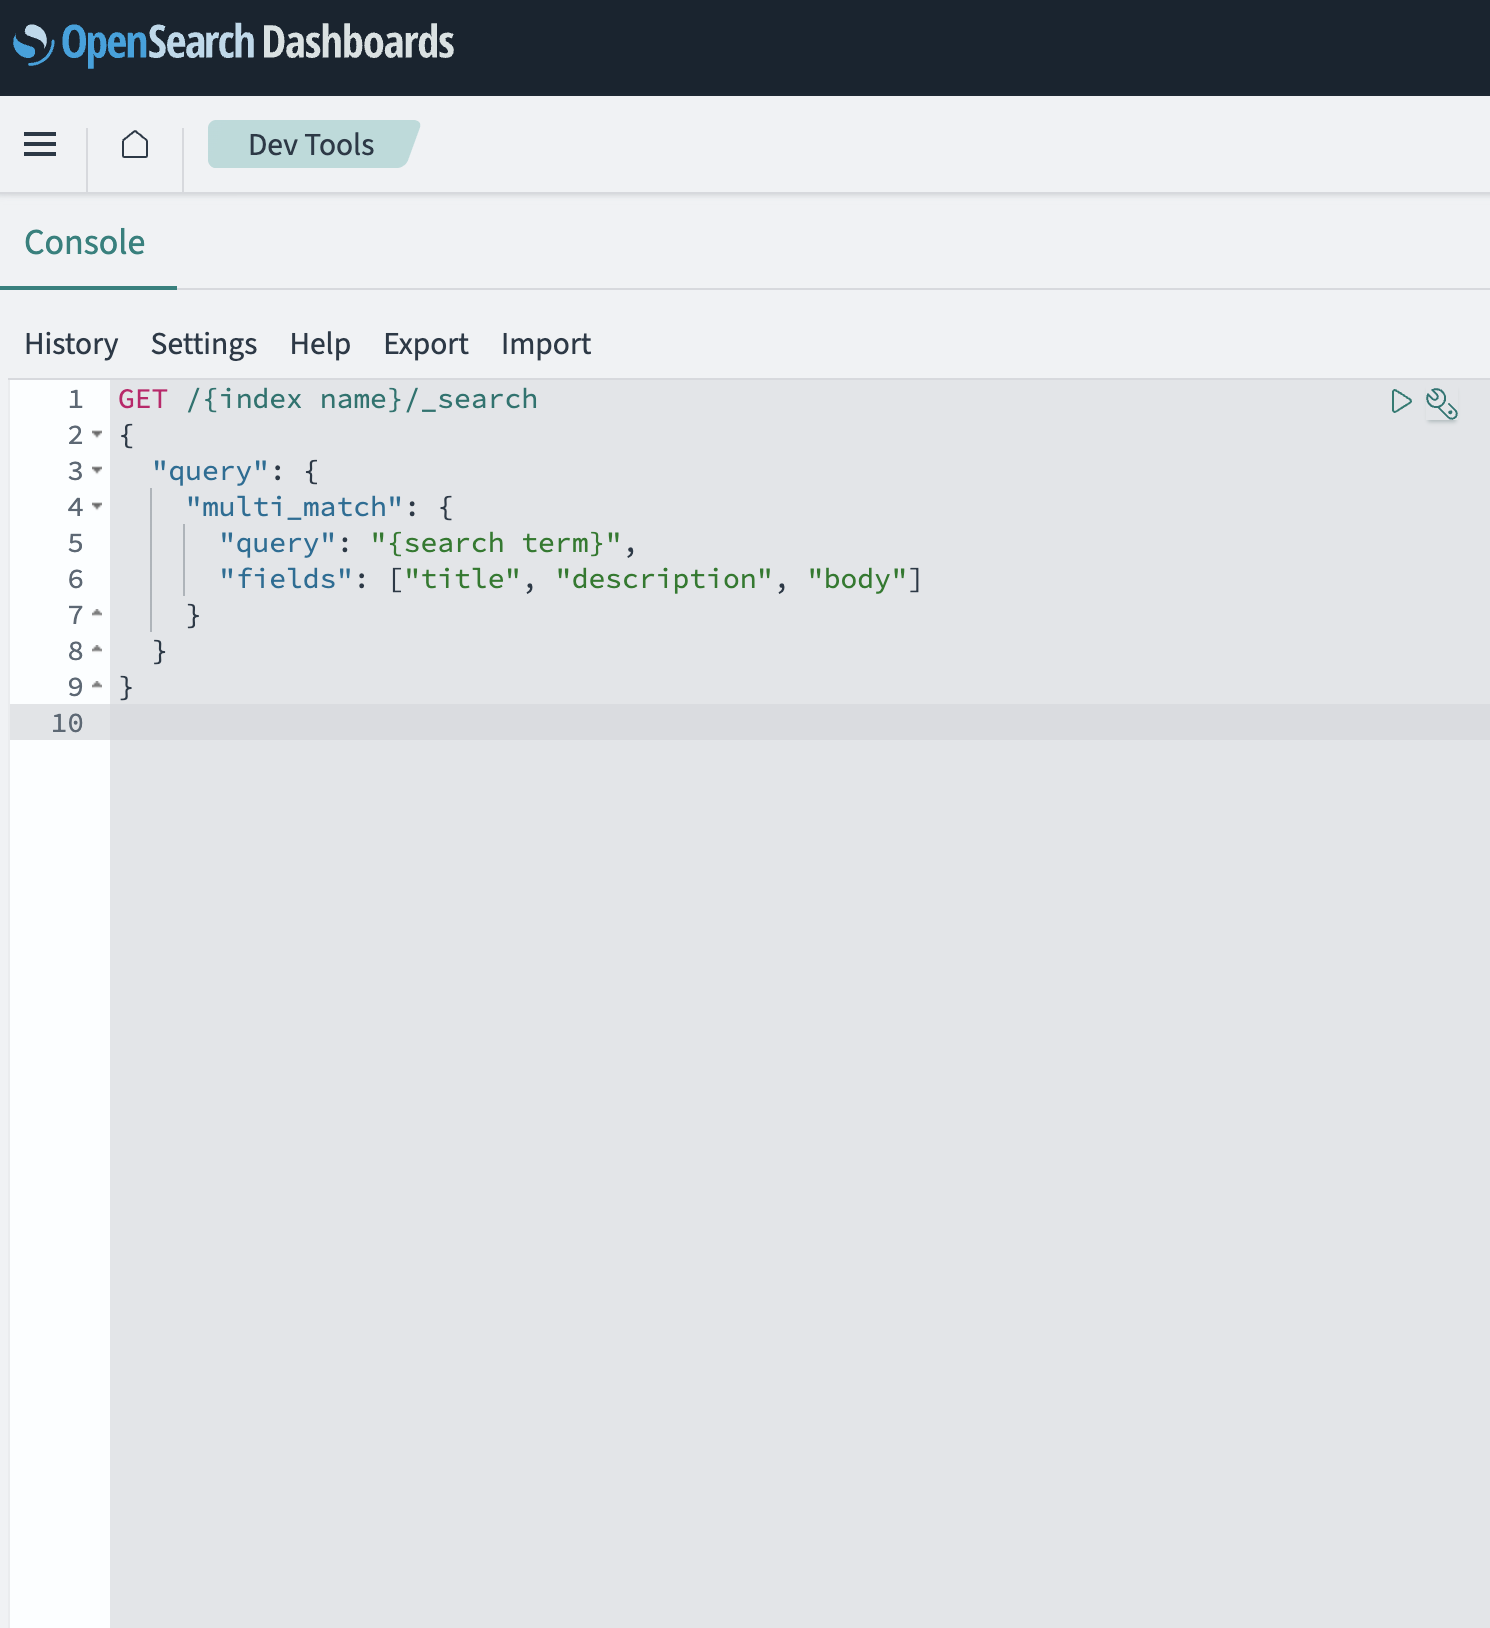 OpenSearch Dashboards
Dev Tools
Console
History Settings Help Export Import
1 GET /{index name}/_search
2 {
3   "query": {
4     "multi_match": {
5       "query": "{search term}",
6       "fields": ["title", "description", "body"]
7     }
8   }
9 }
10